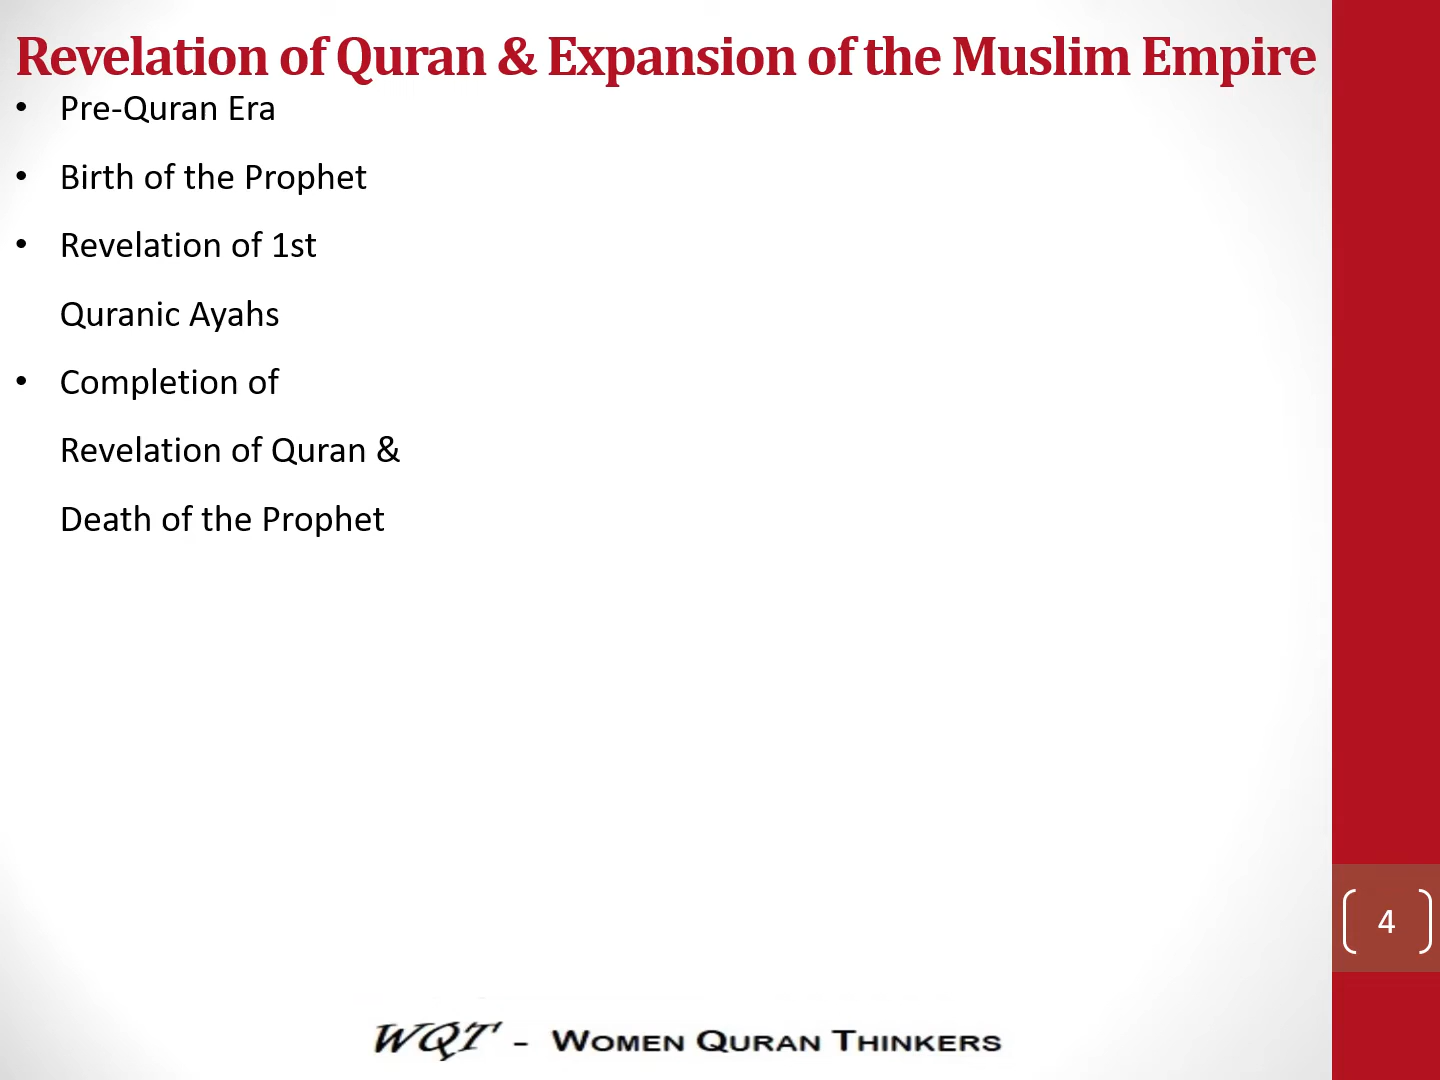 Revelation of Quran & Expansion of the Muslim Empire
• Pre-Quran Era
• Birth of the Prophet
• Revelation of 1st
Quranic Ayahs
• Completion of
Revelation of Quran &
Death of the Prophet
4
WQT - WOMEN QURAN THINKERS